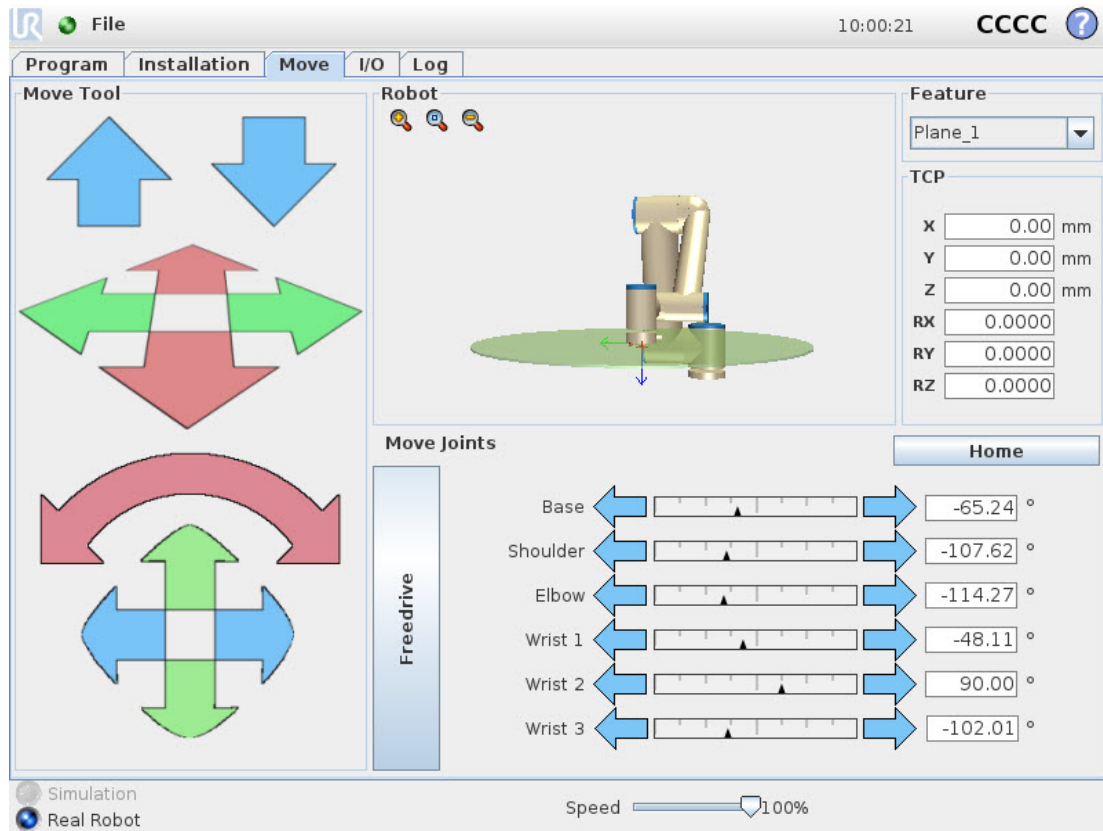 UR File 10:00:21 CCCC ?
Program Installation Move I/O Log
Move Tool
Robot
Feature
Plane_1
TCP
X 0.00 mm
Y 0.00 mm
Z 0.00 mm
RX 0.0000
RY 0.0000
RZ 0.0000
Move Joints
Home
Freedrive
Base -65.24 °
Shoulder -107.62 °
Elbow -114.27 °
Wrist 1 -48.11 °
Wrist 2 90.00 °
Wrist 3 -102.01 °
Simulation
Real Robot
Speed 100%